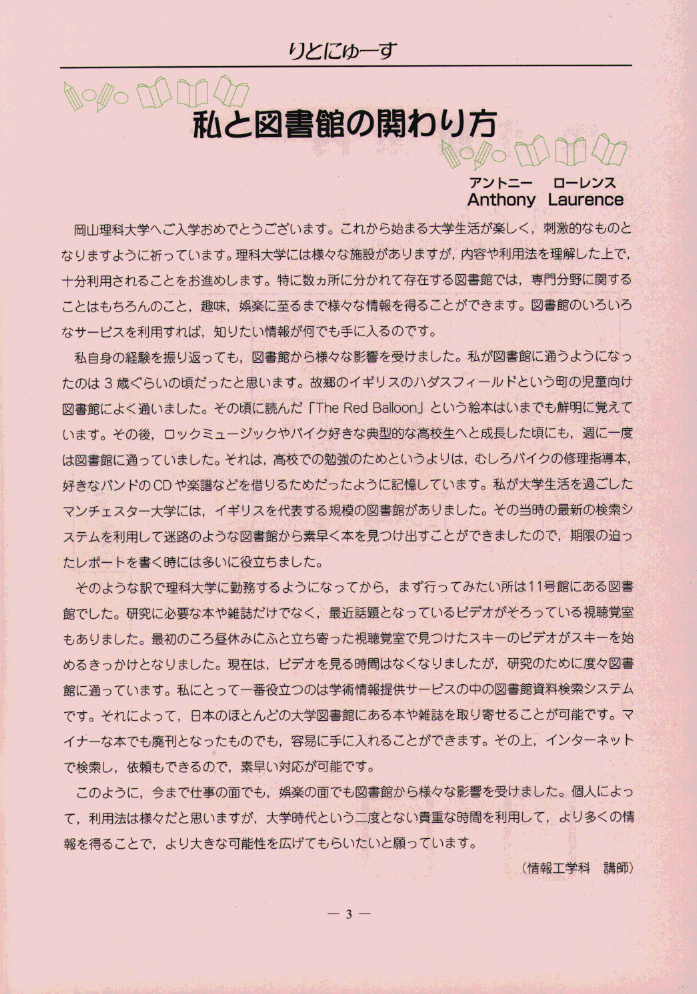 りとにゅーす
私と図書館の関わり方
アントニー　ローレンス
Anthony Laurence
岡山理科大学へご入学おめでとうございます。これから始まる大学生活が楽しく，刺激的なものと
なりますように祈っています。理科大学には様々な施設がありますが，内容や利用法を理解した上で，
十分利用されることをお進めします。特に数ヵ所に分かれて存在する図書館では，専門分野に関する
ことはもちろんのこと，趣味，娯楽に至るまで様々な情報を得ることができます。図書館のいろいろ
なサービスを利用すれば，知りたい情報が何でも手に入るのです。
私自身の経験を振り返っても，図書館から様々な影響を受けました。私が図書館に通うようになっ
たのは3歳ぐらいの頃だったと思います。故郷のイギリスのハダスフィールドという町の児童向け
図書館によく通いました。その頃に読んだ「The Red Balloon」という絵本はいまでも鮮明に覚えて
います。その後，ロックミュージックやバイク好きな典型的な高校生へと成長した頃にも，週に一度
は図書館に通っていました。それは，高校での勉強のためというよりは，むしろバイクの修理指導本，
好きなバンドのCDや楽譜などを借りるためだったように記憶しています。私が大学生活を過ごした
マンチェスター大学には，イギリスを代表する規模の図書館がありました。その当時の最新の検索シ
ステムを利用して迷路のような図書館から素早く本を見つけ出すことができましたので，期限の迫っ
たレポートを書く時には多いに役立ちました。
そのような訳で理科大学に勤務するようになってから，まず行ってみたい所は11号館にある図書
館でした。研究に必要な本や雑誌だけでなく，最近話題となっているビデオがそろっている視聴覚室
もありました。最初のころ昼休みにふと立ち寄った視聴覚室で見つけたスキーのビデオがスキーを始
めるきっかけとなりました。現在は，ビデオを見る時間はなくなりましたが，研究のために度々図書
館に通っています。私にとって一番役立つのは学術情報提供サービスの中の図書館資料検索システム
です。それによって，日本のほとんどの大学図書館にある本や雑誌を取り寄せることが可能です。マ
イナーな本でも廃刊となったものでも，容易に手に入れることができます。その上，インターネット
で検索し，依頼もできるので，素早い対応が可能です。
このように，今まで仕事の面でも，娯楽の面でも図書館から様々な影響を受けました。個人によっ
て，利用法は様々だと思いますが，大学時代という二度とない貴重な時間を利用して，より多くの情
報を得ることで，より大きな可能性を広げてもらいたいと願っています。
（情報工学科　講師）
— 3 —